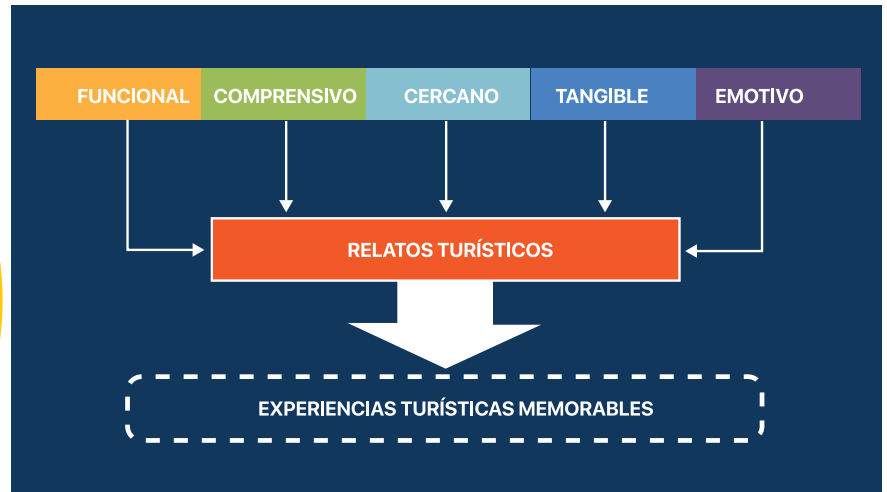 FUNCIONAL COMPRENSIVO CERCANO TANGIBLE EMOTIVO
RELATOS TURÍSTICOS
EXPERIENCIAS TURÍSTICAS MEMORABLES